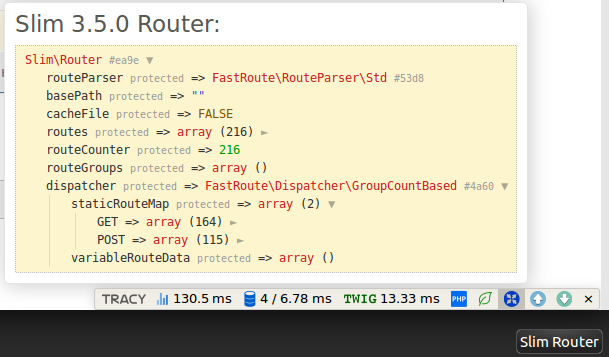 Slim 3.5.0 Router:
Slim\Router #ea9e ▼
routeParser protected => FastRoute\RouteParser\Std #53d8
basePath protected => ""
cacheFile protected => FALSE
routes protected => array (216) ►
routeCounter protected => 216
routeGroups protected => array ()
dispatcher protected => FastRoute\Dispatcher\GroupCountBased #4a60 ▼
staticRouteMap protected => array (2) ▼
GET => array (164) ►
POST => array (115) ►
variableRouteData protected => array ()
TRACY 130.5 ms 4 / 6.78 ms TWIG 13.33 ms PHP ×
Slim Router